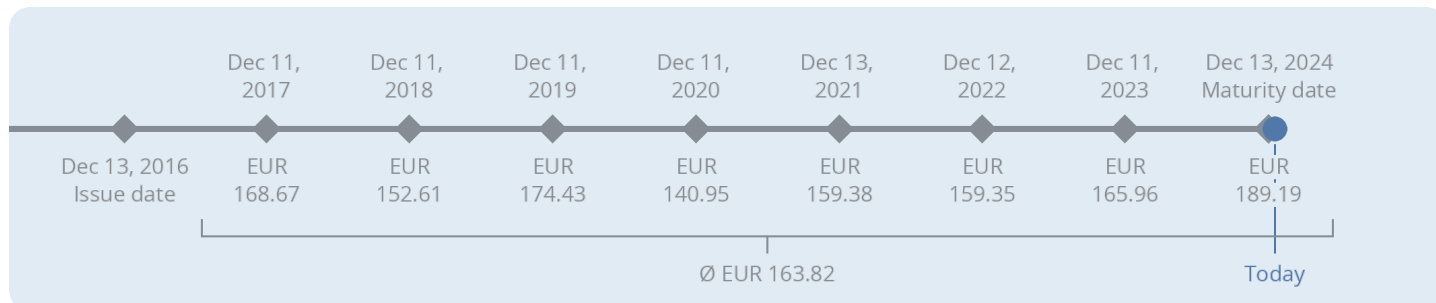 Dec 11,
2017
Dec 11,
2018
Dec 11,
2019
Dec 11,
2020
Dec 13,
2021
Dec 12,
2022
Dec 11,
2023
Dec 13, 2024
Maturity date
Dec 13, 2016
Issue date
EUR
168.67
EUR
152.61
EUR
174.43
EUR
140.95
EUR
159.38
EUR
159.35
EUR
165.96
EUR
189.19
Ø EUR 163.82
Today